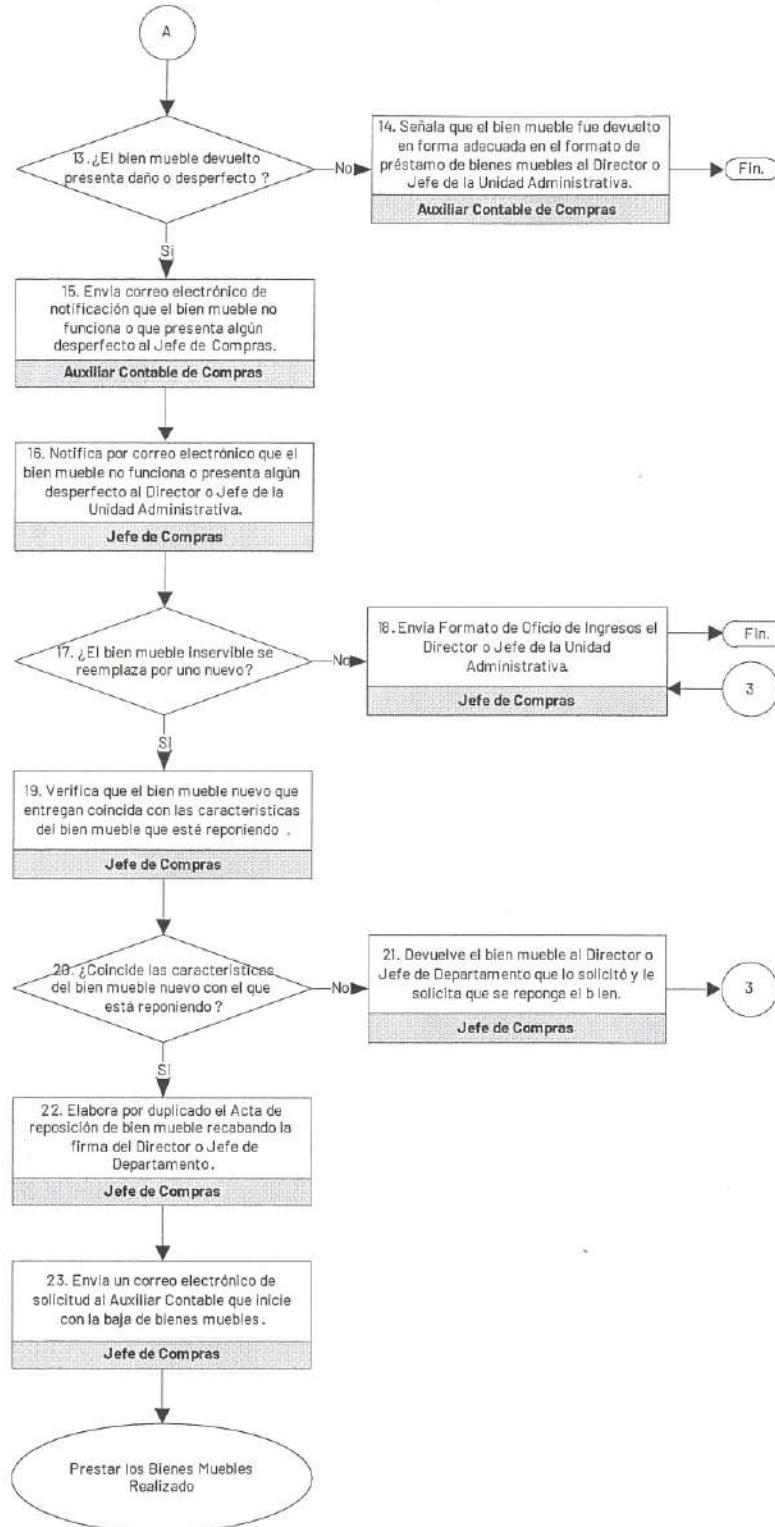 A
13. ¿El bien mueble devuelto
presenta daño o desperfecto ?
No
14. Señala que el bien mueble fue devuelto
en forma adecuada en el formato de
préstamo de bienes muebles al Director o
Jefe de la Unidad Administrativa.
Auxiliar Contable de Compras
Fin.
Si
15. Envía correo electrónico de
notificación que el bien mueble no
funciona o que presenta algún
desperfecto al Jefe de Compras.
Auxiliar Contable de Compras
16. Notifica por correo electrónico que el
bien mueble no funciona o presenta algún
desperfecto al Director o Jefe de la
Unidad Administrativa.
Jefe de Compras
17. ¿El bien mueble inservible se
reemplaza por uno nuevo?
No
18. Envía Formato de Oficio de Ingresos el
Director o Jefe de la Unidad
Administrativa.
Jefe de Compras
Fin.
3
Si
19. Verifica que el bien mueble nuevo que
entregan coincida con las características
del bien mueble que esté reponiendo .
Jefe de Compras
20. ¿Coincide las características
del bien mueble nuevo con el que
está reponiendo ?
No
21. Devuelve el bien mueble al Director o
Jefe de Departamento que lo solicitó y le
solicita que se reponga el bien.
Jefe de Compras
3
Si
22. Elabora por duplicado el Acta de
reposición de bien mueble recabando la
firma del Director o Jefe de
Departamento.
Jefe de Compras
23. Envía un correo electrónico de
solicitud al Auxiliar Contable que inicie
con la baja de bienes muebles.
Jefe de Compras
Prestar los Bienes Muebles
Realizado